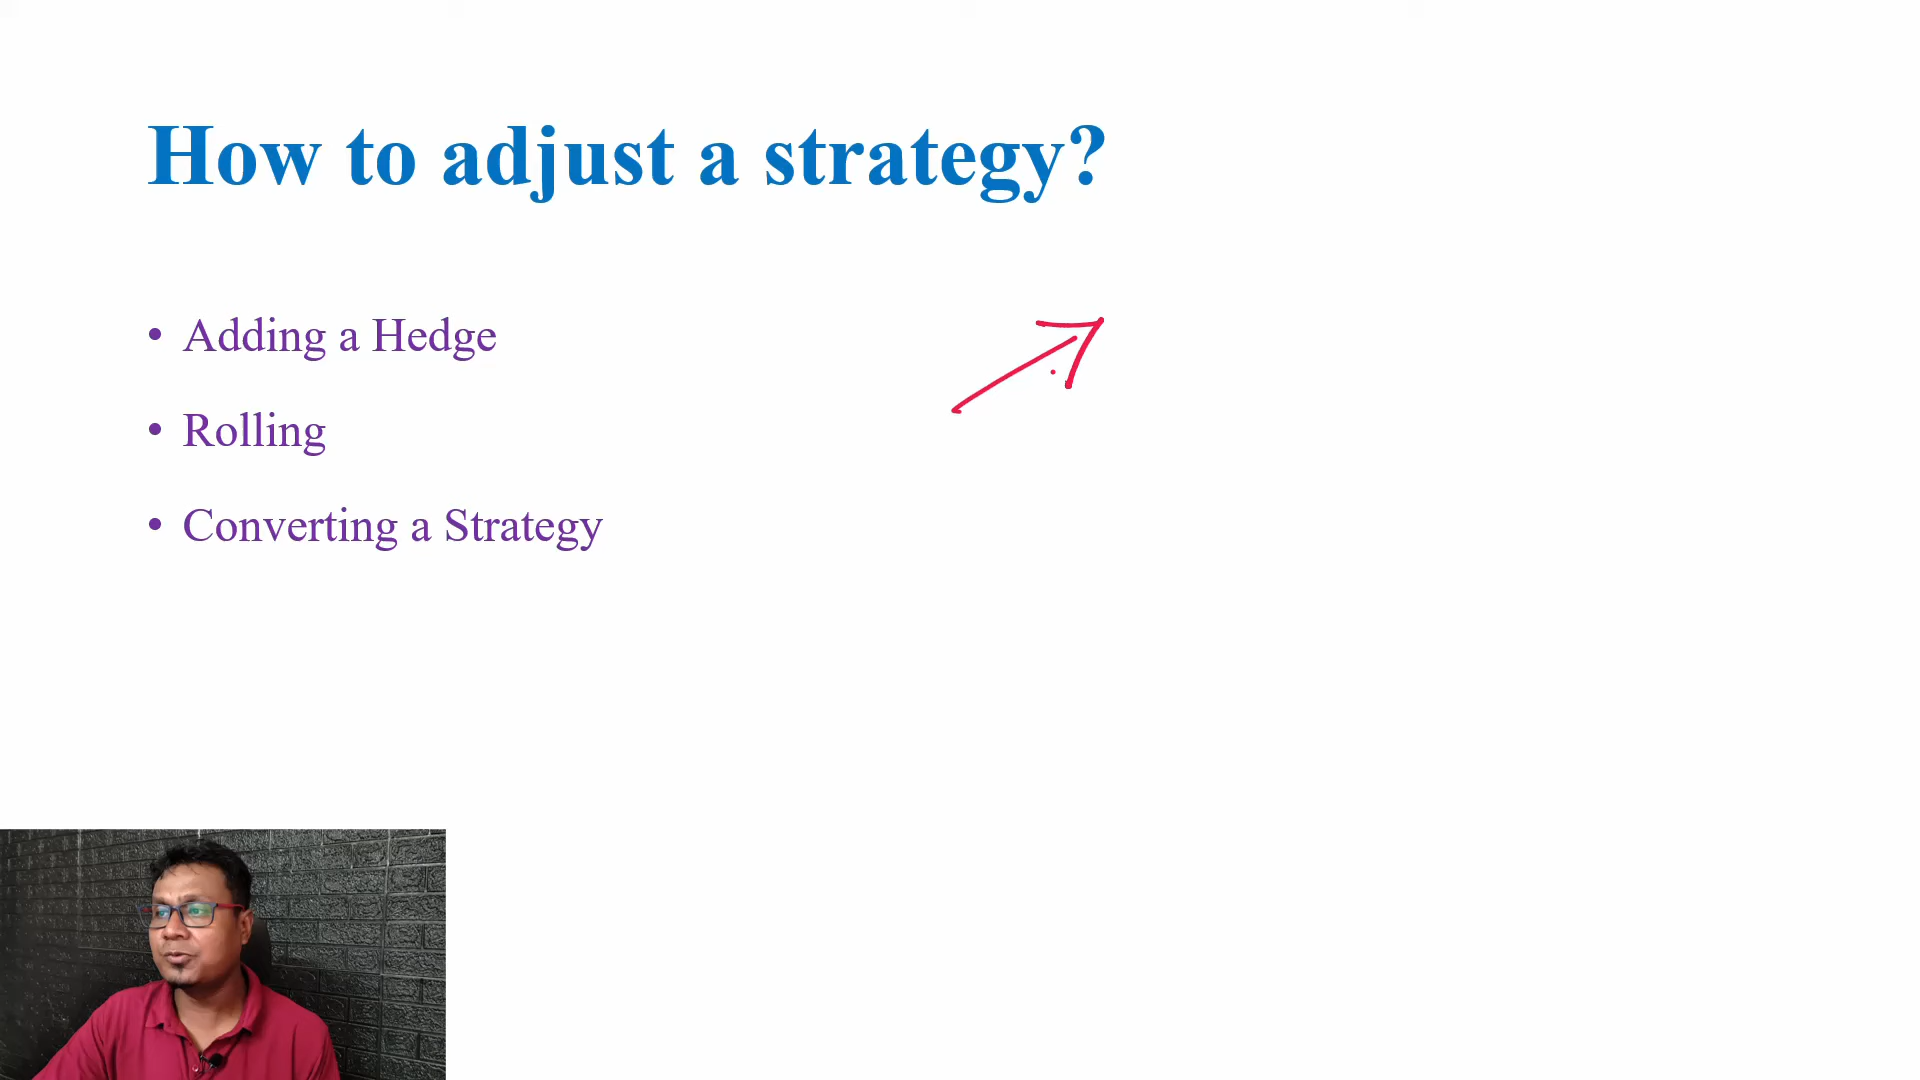 How to adjust a strategy?
• Adding a Hedge
• Rolling
• Converting a Strategy